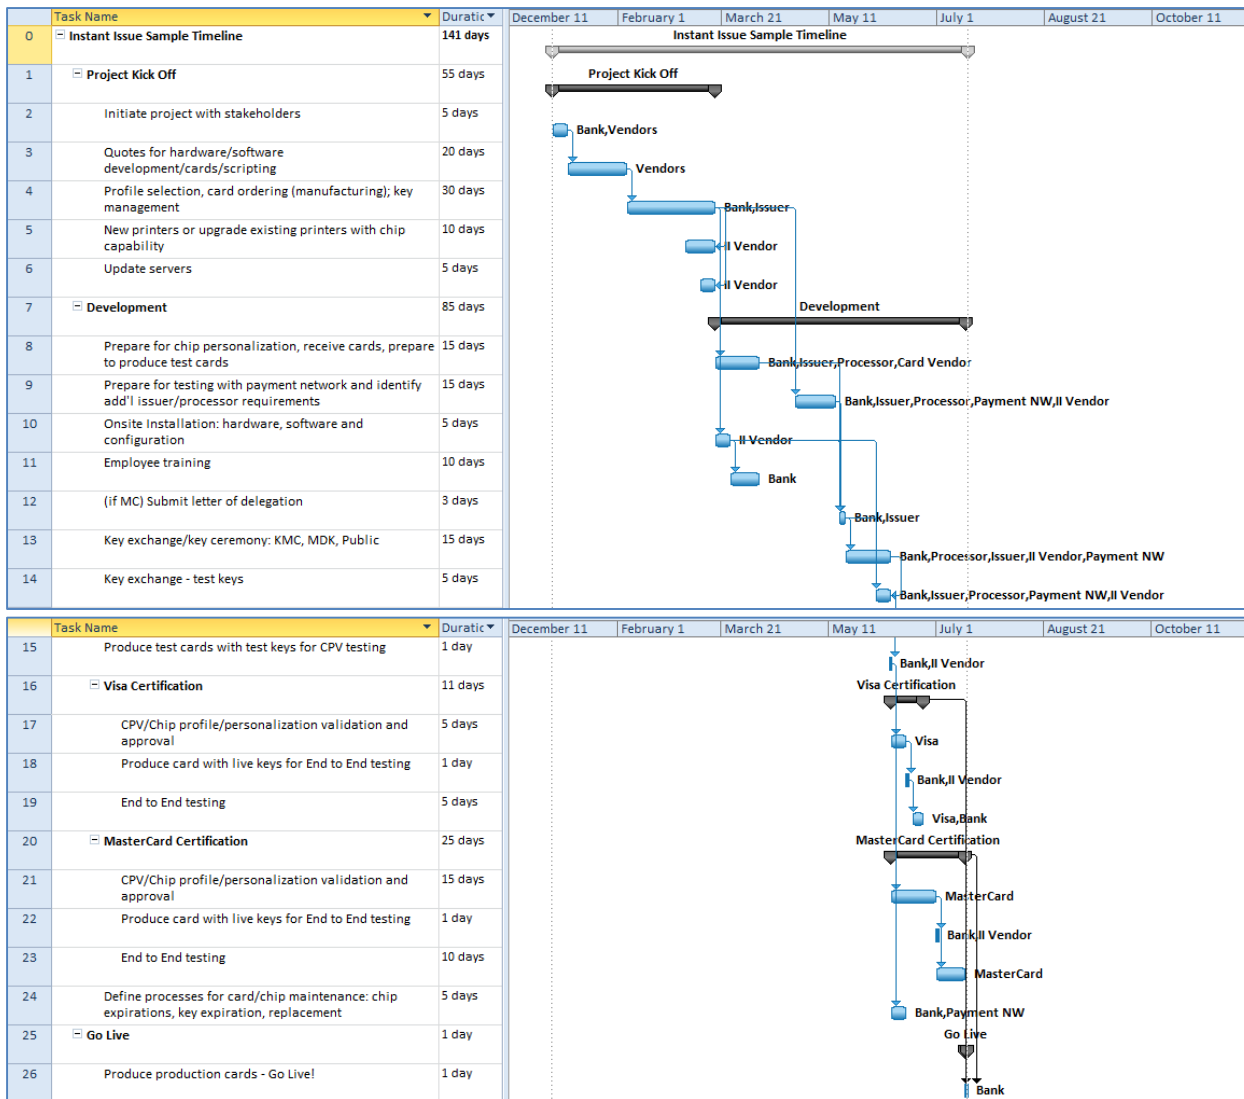 Task Name Duratic December 11 February 1 March 21 May 11 July 1 August 21 October 11
0 Instant Issue Sample Timeline 141 days Instant Issue Sample Timeline
1 Project Kick Off 55 days Project Kick Off
2 Initiate project with stakeholders 5 days Bank,Vendors
3 Quotes for hardware/software
development/cards/scripting 20 days Vendors
4 Profile selection, card ordering (manufacturing); key
management 30 days Bank,Issuer
5 New printers or upgrade existing printers with chip
capability 10 days II Vendor
6 Update servers 5 days II Vendor
7 Development 85 days Development
8 Prepare for chip personalization, receive cards, prepare
to produce test cards 15 days Bank,Issuer,Processor,Card Vendor
9 Prepare for testing with payment network and identify
add'l issuer/processor requirements 15 days Bank,Issuer,Processor,Payment NW,II Vendor
10 Onsite Installation: hardware, software and
configuration 5 days II Vendor
11 Employee training 10 days Bank
12 (if MC) Submit letter of delegation 3 days Bank,Issuer
13 Key exchange/key ceremony: KMC, MDK, Public 15 days Bank,Processor,Issuer,II Vendor,Payment NW
14 Key exchange - test keys 5 days Bank,Issuer,Processor,Payment NW,II Vendor
Task Name Duratic December 11 February 1 March 21 May 11 July 1 August 21 October 11
15 Produce test cards with test keys for CPV testing 1 day Bank,II Vendor
16 Visa Certification 11 days Visa Certification
17 CPV/Chip profile/personalization validation and
approval 5 days Visa
18 Produce card with live keys for End to End testing 1 day Bank,II Vendor
19 End to End testing 5 days Visa,Bank
20 MasterCard Certification 25 days MasterCard Certification
21 CPV/Chip profile/personalization validation and
approval 15 days MasterCard
22 Produce card with live keys for End to End testing 1 day Bank,II Vendor
23 End to End testing 10 days MasterCard
24 Define processes for card/chip maintenance: chip
expirations, key expiration, replacement 5 days Bank,Payment NW
25 Go Live 1 day Go Live
26 Produce production cards - Go Live! 1 day Bank